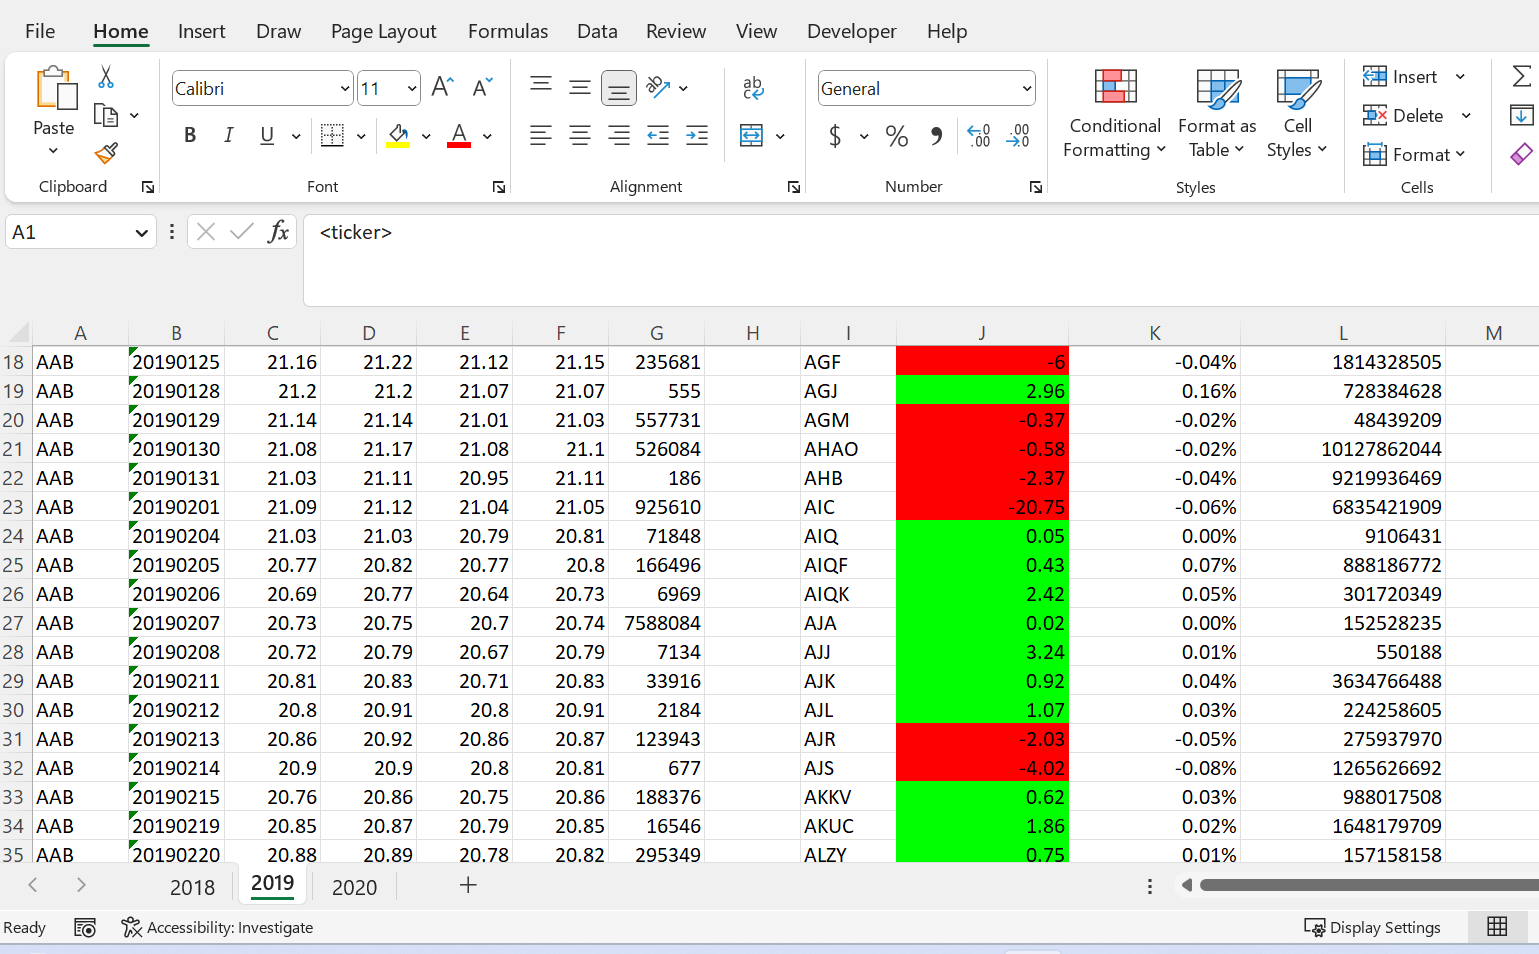 File Home Insert Draw Page Layout Formulas Data Review View Developer Help
Paste
Clipboard
Calibri 11
B I U A
Font
ab
Alignment
General
$ % 9 .00
Number
Conditional Formatting
Format as Table
Cell Styles
Styles
Insert
Delete
Format
Cells
A1 fx <ticker>
A B C D E F G H I J K L M
18 AAB 20190125 21.16 21.22 21.12 21.15 235681 AGF -6 -0.04% 1814328505
19 AAB 20190128 21.2 21.2 21.07 21.07 555 AGJ 2.96 0.16% 728384628
20 AAB 20190129 21.14 21.14 21.01 21.03 557731 AGM -0.37 -0.02% 48439209
21 AAB 20190130 21.08 21.17 21.08 21.1 526084 AHAO -0.58 -0.02% 10127862044
22 AAB 20190131 21.03 21.11 20.95 21.11 186 AHB -2.37 -0.04% 9219936469
23 AAB 20190201 21.09 21.12 21.04 21.05 925610 AIC -20.75 -0.06% 6835421909
24 AAB 20190204 21.03 21.03 20.79 20.81 71848 AIQ 0.05 0.00% 9106431
25 AAB 20190205 20.77 20.82 20.77 20.8 166496 AIQF 0.43 0.07% 888186772
26 AAB 20190206 20.69 20.77 20.64 20.73 6969 AIQK 2.42 0.05% 301720349
27 AAB 20190207 20.73 20.75 20.7 20.74 7588084 AJA 0.02 0.00% 152528235
28 AAB 20190208 20.72 20.79 20.67 20.79 7134 AJJ 3.24 0.01% 550188
29 AAB 20190211 20.81 20.83 20.71 20.83 33916 AJK 0.92 0.04% 3634766488
30 AAB 20190212 20.8 20.91 20.8 20.91 2184 AJL 1.07 0.03% 224258605
31 AAB 20190213 20.86 20.92 20.86 20.87 123943 AJR -2.03 -0.05% 275937970
32 AAB 20190214 20.9 20.9 20.8 20.81 677 AJS -4.02 -0.08% 1265626692
33 AAB 20190215 20.76 20.86 20.75 20.86 188376 AKKV 0.62 0.03% 988017508
34 AAB 20190219 20.85 20.87 20.79 20.85 16546 AKUC 1.86 0.02% 1648179709
35 AAB 20190220 20.88 20.89 20.78 20.82 295349 ALZY 0.75 0.01% 157158158
2018 2019 2020
Ready Accessibility: Investigate Display Settings